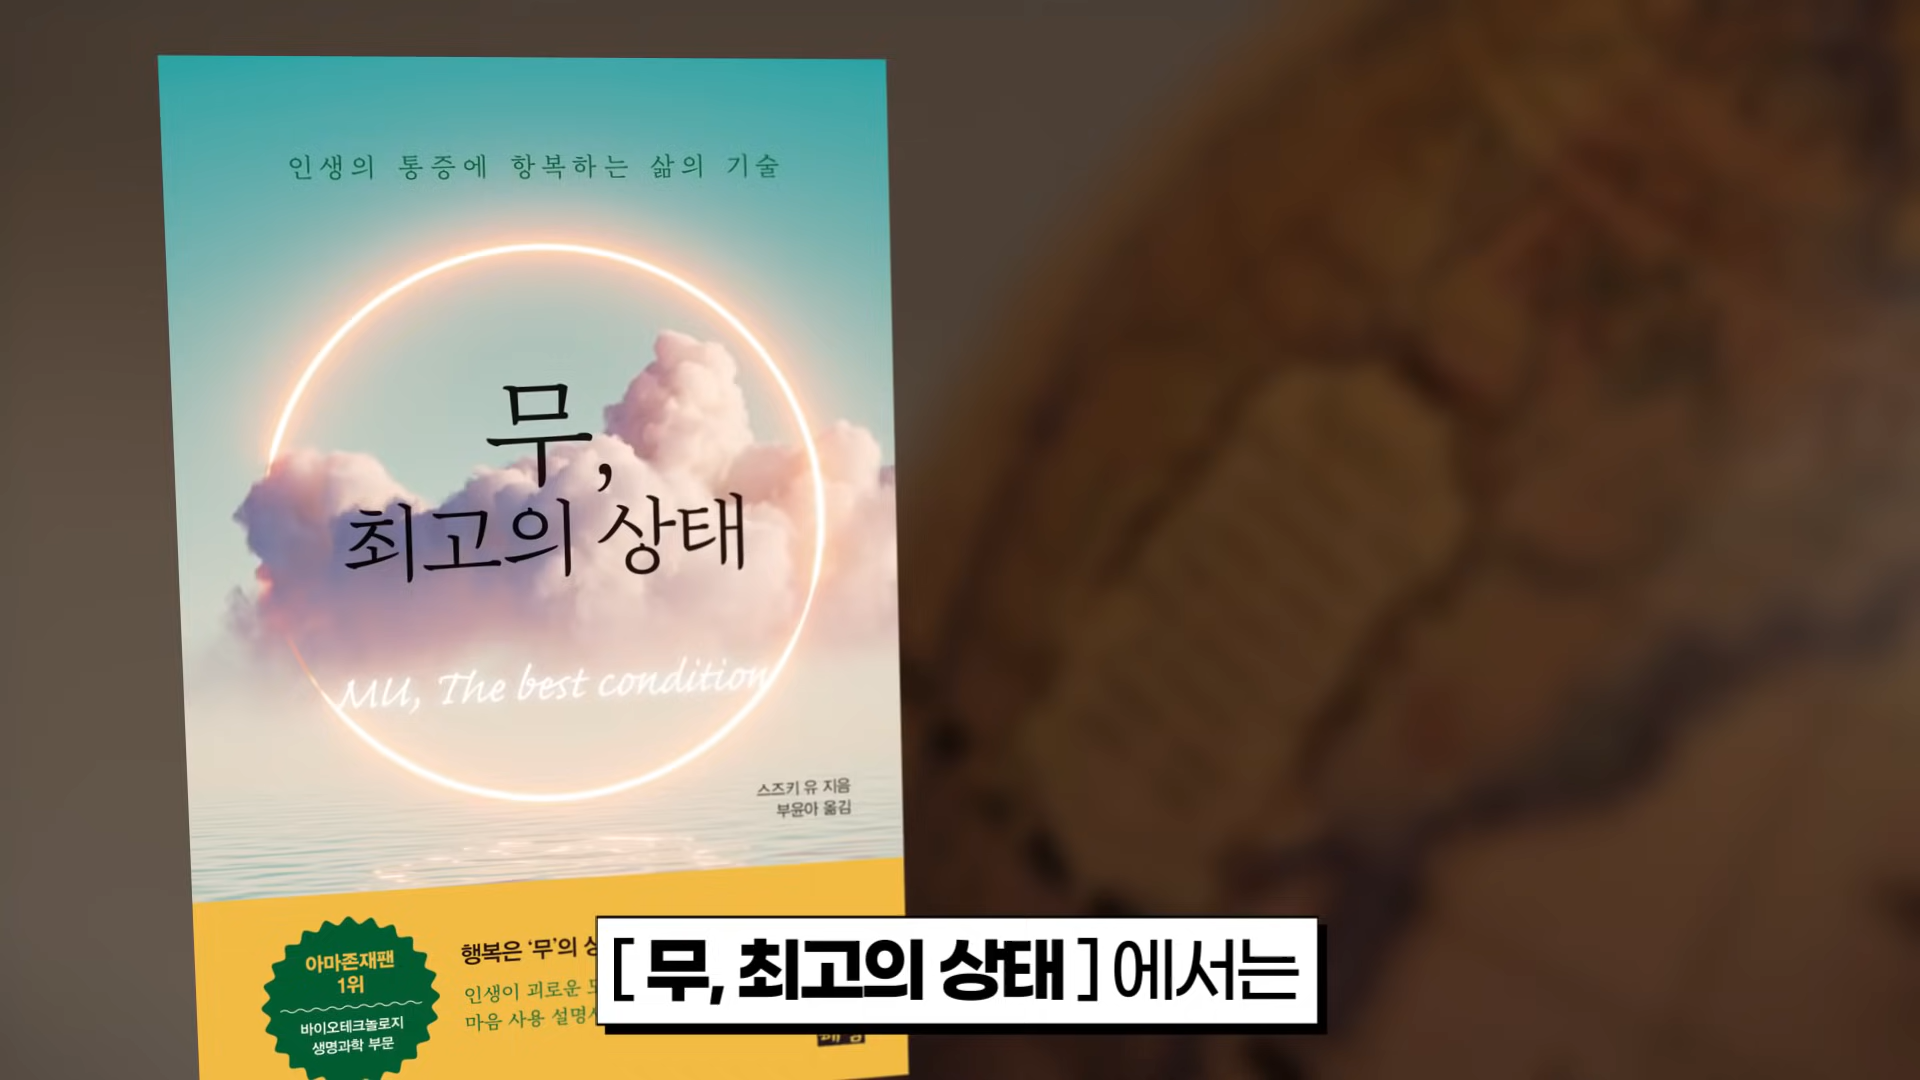 인생의 통증에 항복하는 삶의 기술
무,
최고의 상태
MU, The best condition
스즈키 유 지음
부윤아 옮김
아마존재팬
1위
바이오테크놀로지
생명과학 부문
행복은 ‘무’의
인생이 괴로운
마음 사용
[ 무, 최고의 상태 ] 에서는